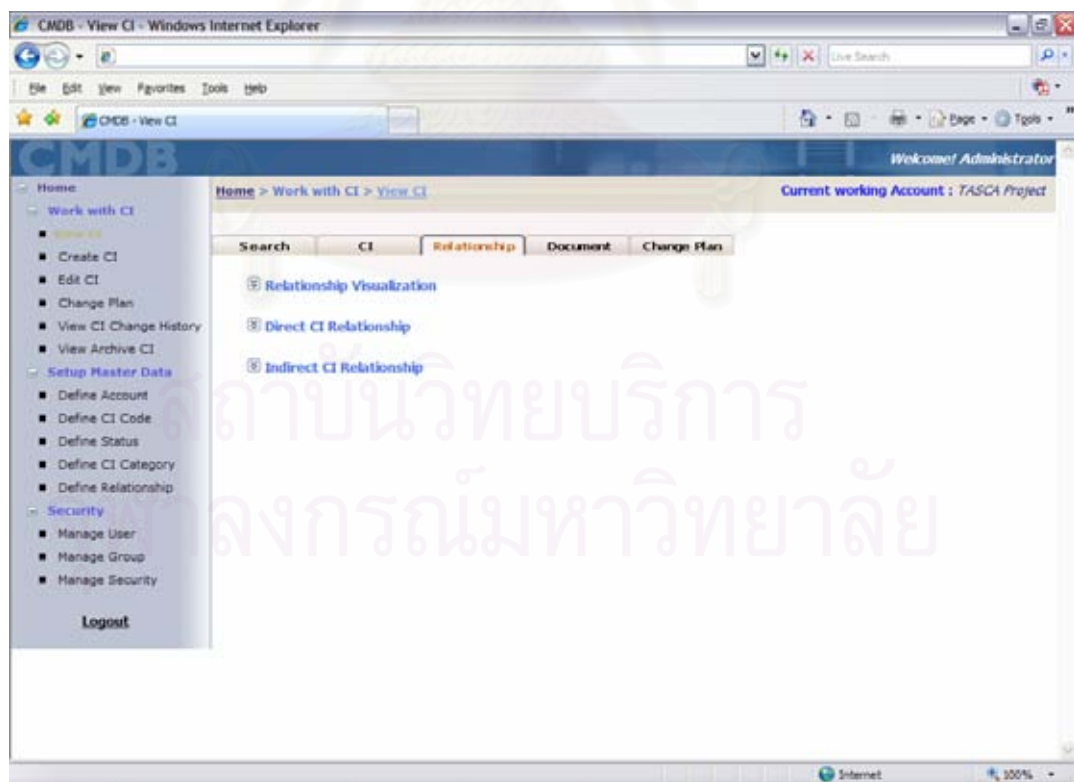 CMDB - View CI - Windows Internet Explorer
Live Search
File Edit View Favorites Tools Help
CMDB - View CI
Page Tools
CMDB
Welcome! Administrator
Home
Home > Work with CI > View CI
Current working Account : TASCA Project
Work with CI
View CI
Create CI
Edit CI
Change Plan
View CI Change History
View Archive CI
Setup Master Data
Define Account
Define CI Code
Define Status
Define CI Category
Define Relationship
Security
Manage User
Manage Group
Manage Security
Logout
Search CI Relationship Document Change Plan
Relationship Visualization
Direct CI Relationship
Indirect CI Relationship
สถาบันวิทยบริการ
จุฬาลงกรณ์มหาวิทยาลัย
Internet
100%